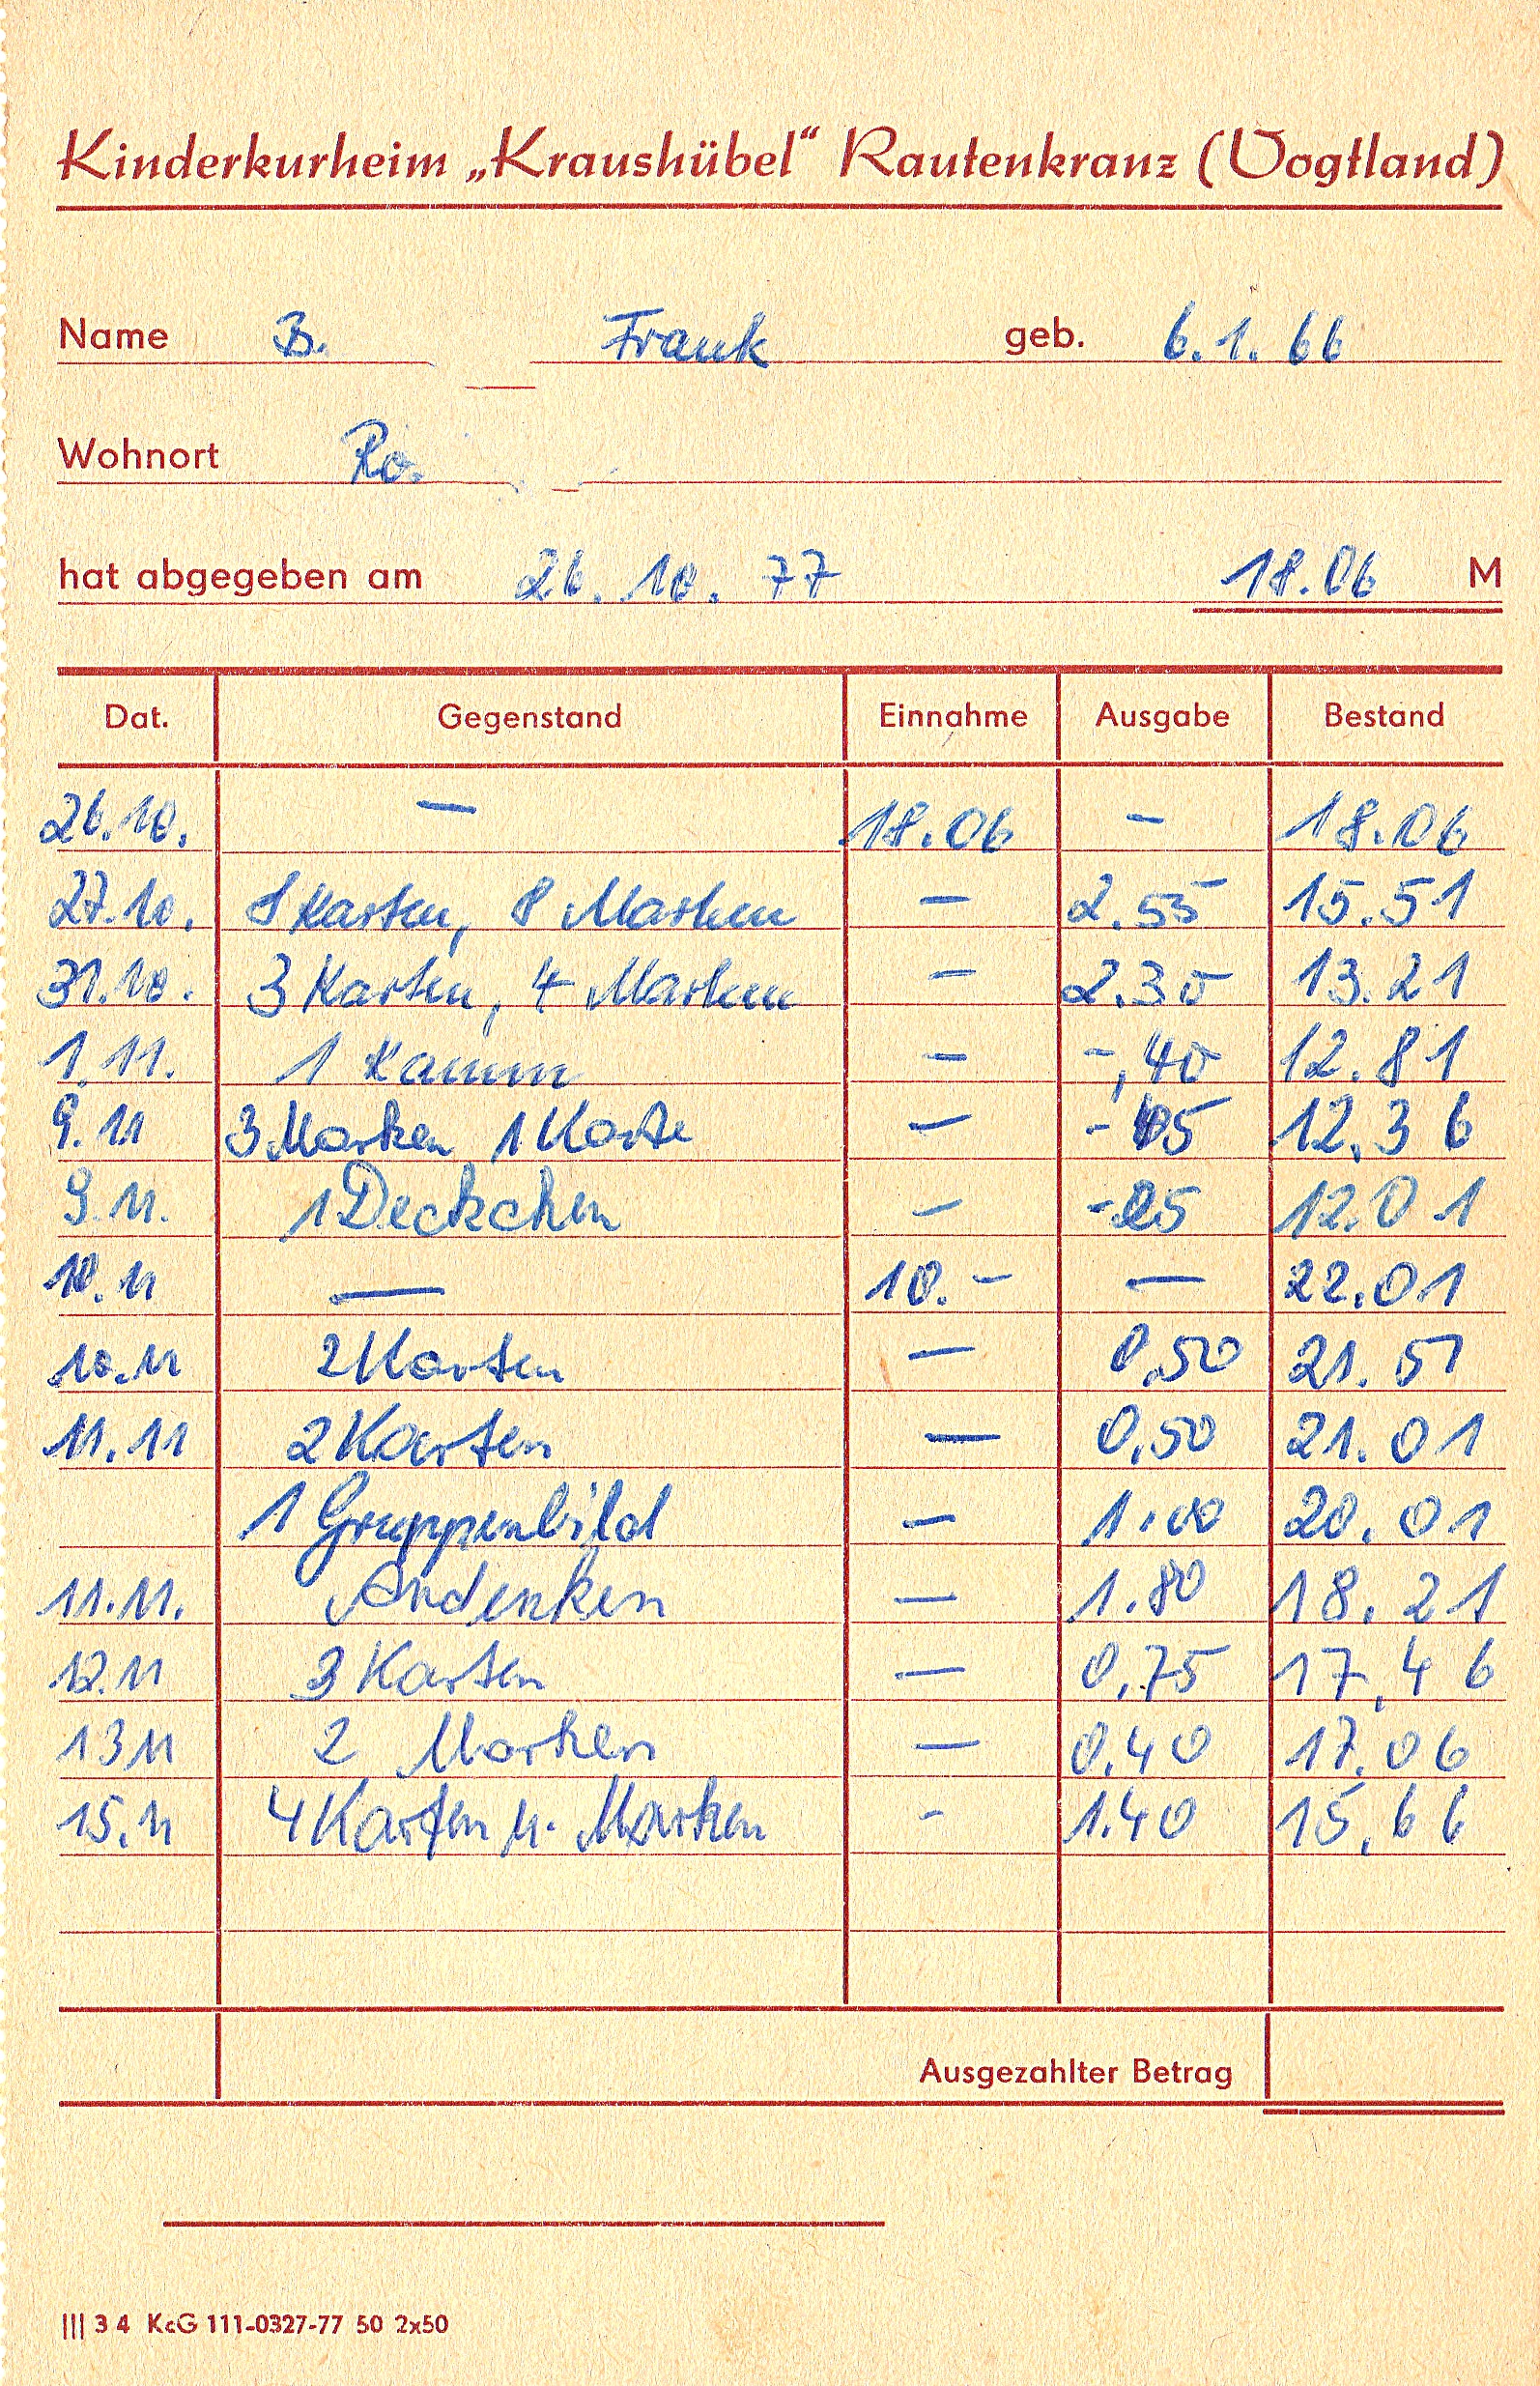 Kinderkurheim „Kraushübel“ Rautenkranz (Vogtland)
Name B. Frank geb. 6.1.66
Wohnort Ro.
hat abgegeben am 26.10.77 18.06 M
Dat. Gegenstand Einnahme Ausgabe Bestand
26.10. — 18.06 - 18.06
27.10. 8 Karten, 8 Marken — 2.55 15.51
31.10. 3 Karten, 4 Marken — 2.30 13.21
1.11. 1 Kamm — -,40 12.81
9.11 3 Marken 1 Karte — 12,36
9.11. 1 Deckchen — 12.01
10.11 — 10.- — 22.01
10.11 2 Karten — 0,50 21.51
11.11 2 Karten — 0,50 21.01
1 Gruppenbild — 1.00 20.01
11.11. Andenken — 1.80 18.21
12.11 3 Karten — 0,75 17,46
13 11 2 Marken — 0.40 17.06
15.11 4 Karten u. Marken - 1.40 15,66
Ausgezahlter Betrag
III 3 4 KcG 111-0327-77 50 2x50